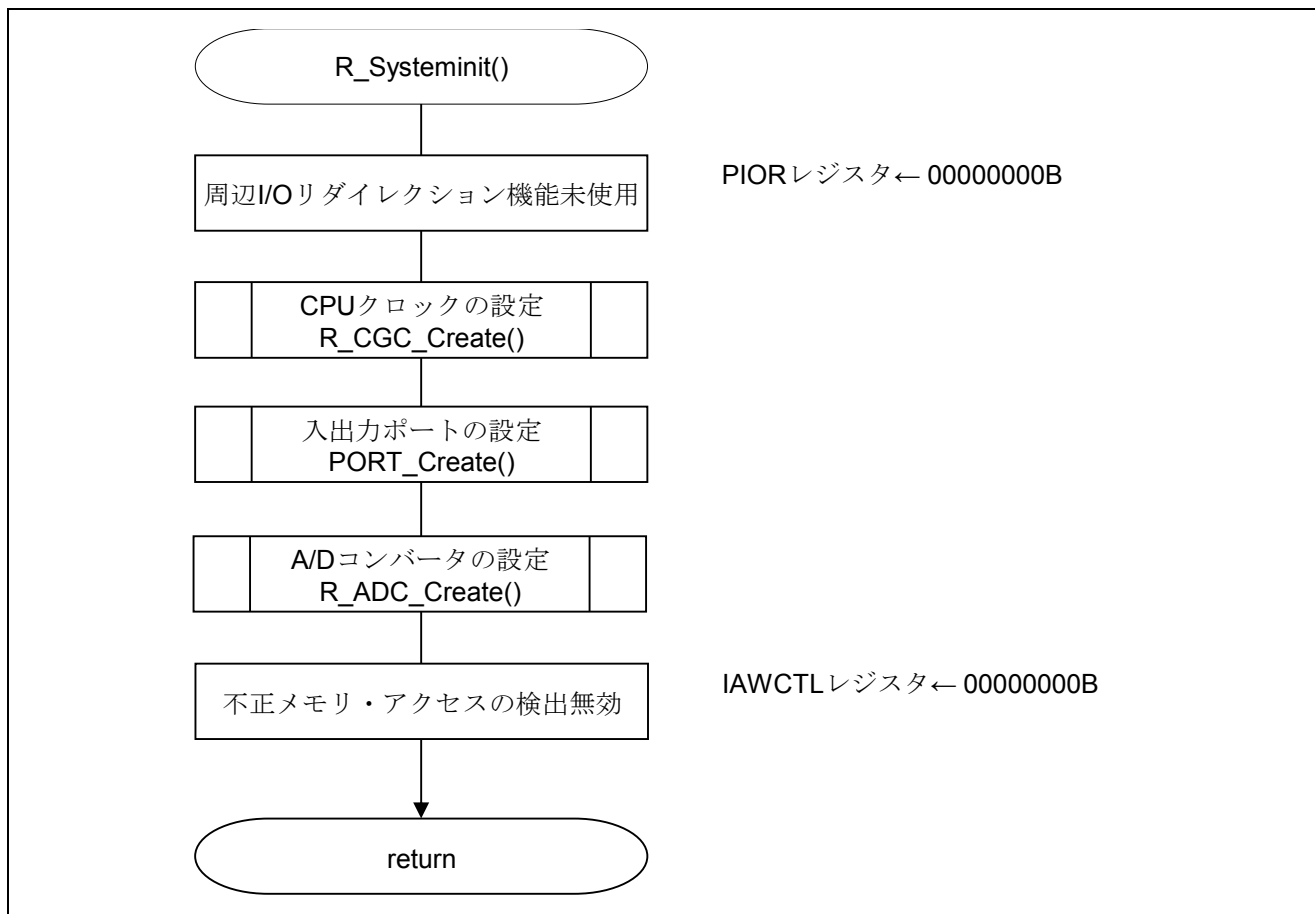 R_Systeminit()
周辺I/Oリダイレクション機能未使用
PIORレジスタ← 00000000B
CPUクロックの設定
R_CGC_Create()
入出力ポートの設定
PORT_Create()
A/Dコンバータの設定
R_ADC_Create()
不正メモリ・アクセスの検出無効
IAWCTLレジスタ← 00000000B
return